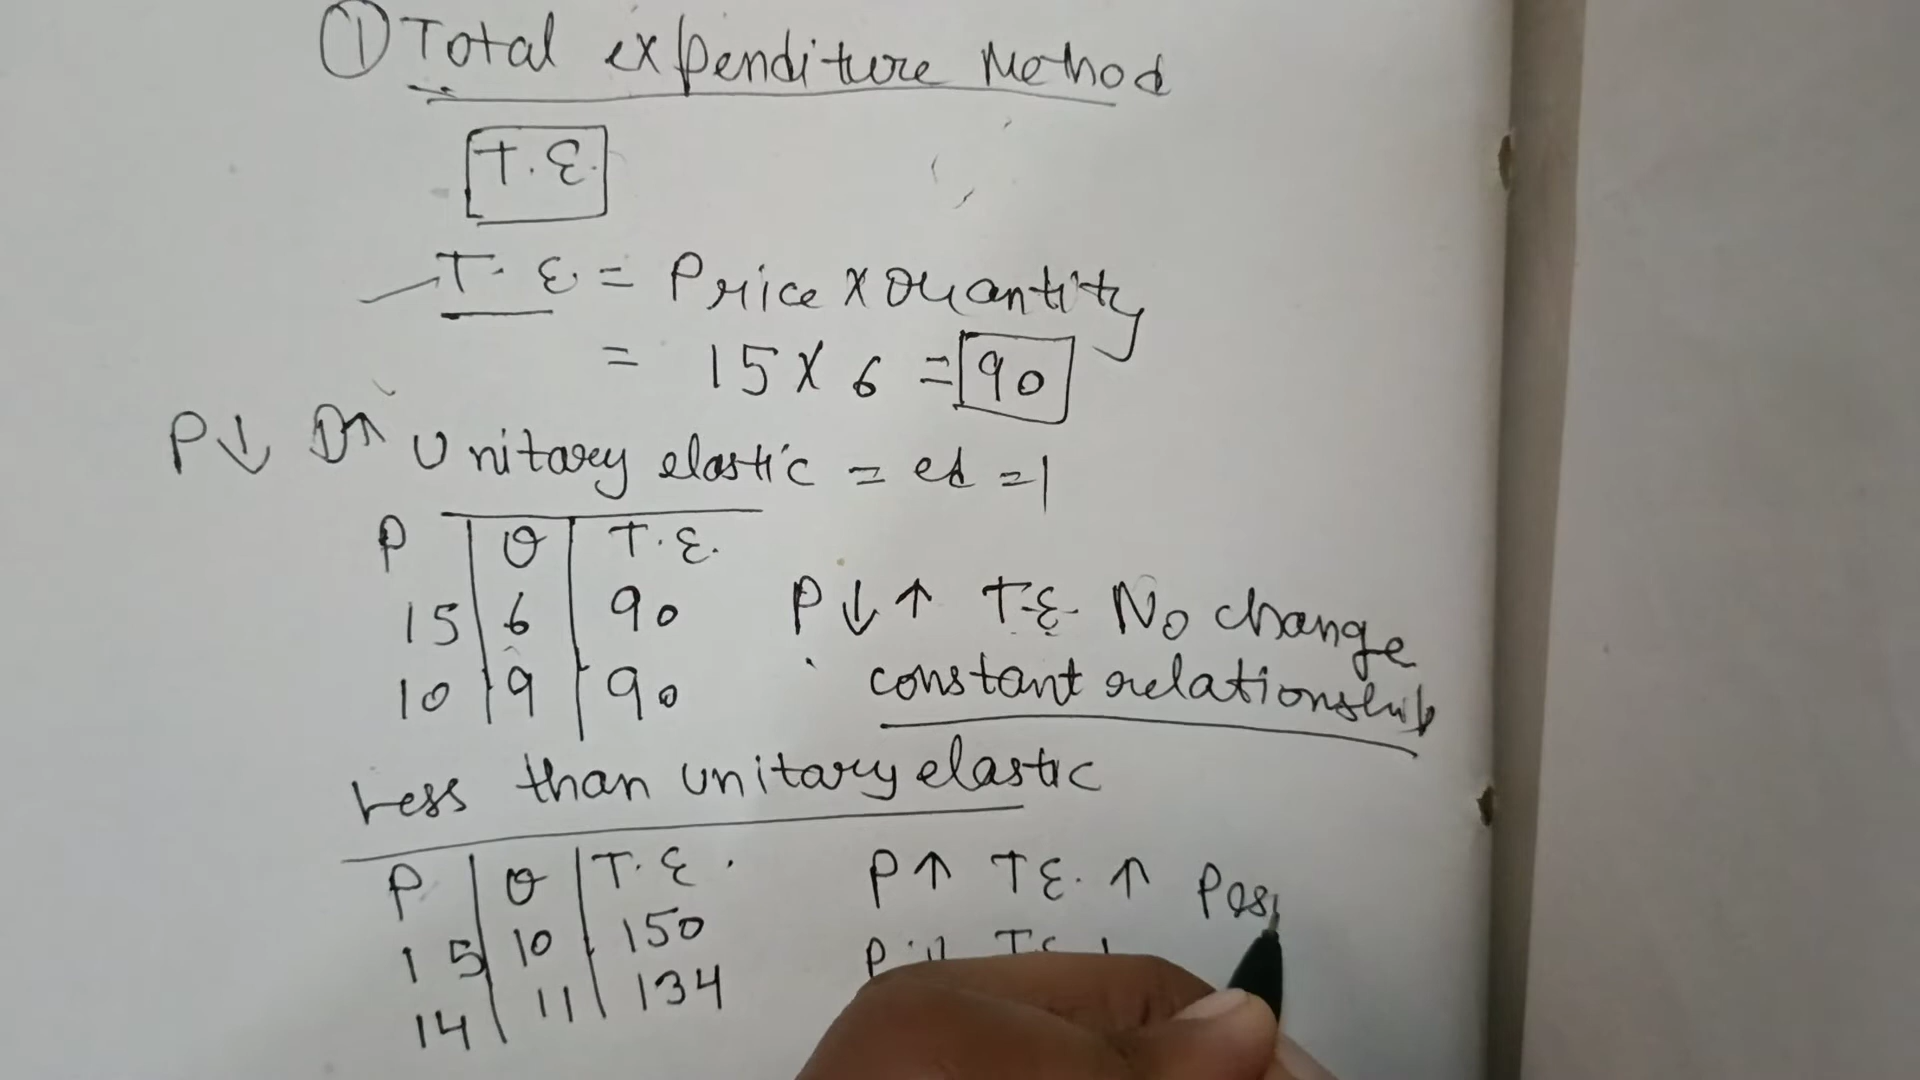 ① Total expenditure Method
T.E.
T.E = Price x Quantity
= 15 x 6 = 90
P↓ D↑ Unitary elastic = ed = 1
P Q T.E.
15 6 90
10 9 90
P↓↑ T.E. No change
constant relationship
Less than unitary elastic
P Q T.E.
15 10 150
14 11 134
P↑ T.E.↑ Posi
P